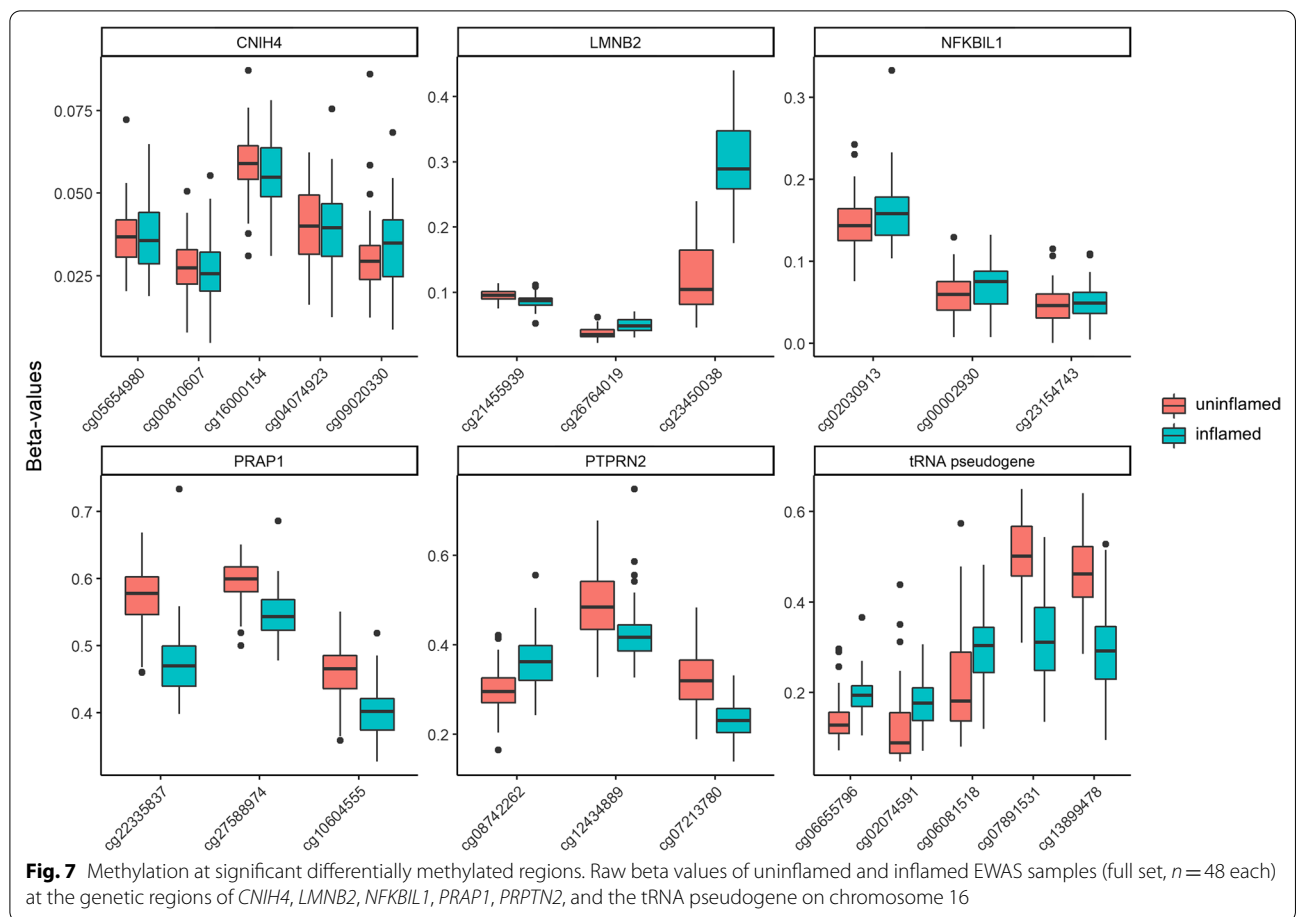 CNIH4
LMNB2
NFKBIL1
0.075
0.050
0.025
0.4
0.3
0.2
0.1
0.3
0.2
0.1
0.0
cg05654980
cg00810607
cg16000154
cg04074923
cg09020330
cg21455939
cg26764019
cg23450038
cg02030913
cg00002930
cg23154743
Beta-values
uninflamed
inflamed
PRAP1
PTPRN2
tRNA pseudogene
0.7
0.6
0.5
0.4
0.6
0.4
0.2
0.6
0.4
0.2
cg22335837
cg27588974
cg10604555
cg08742262
cg12434889
cg07213780
cg06655796
cg02074591
cg06081518
cg07891531
cg13899478
Fig. 7 Methylation at significant differentially methylated regions. Raw beta values of uninflamed and inflamed EWAS samples (full set, n = 48 each)
at the genetic regions of CNIH4, LMNB2, NFKBIL1, PRAP1, PRPTN2, and the tRNA pseudogene on chromosome 16